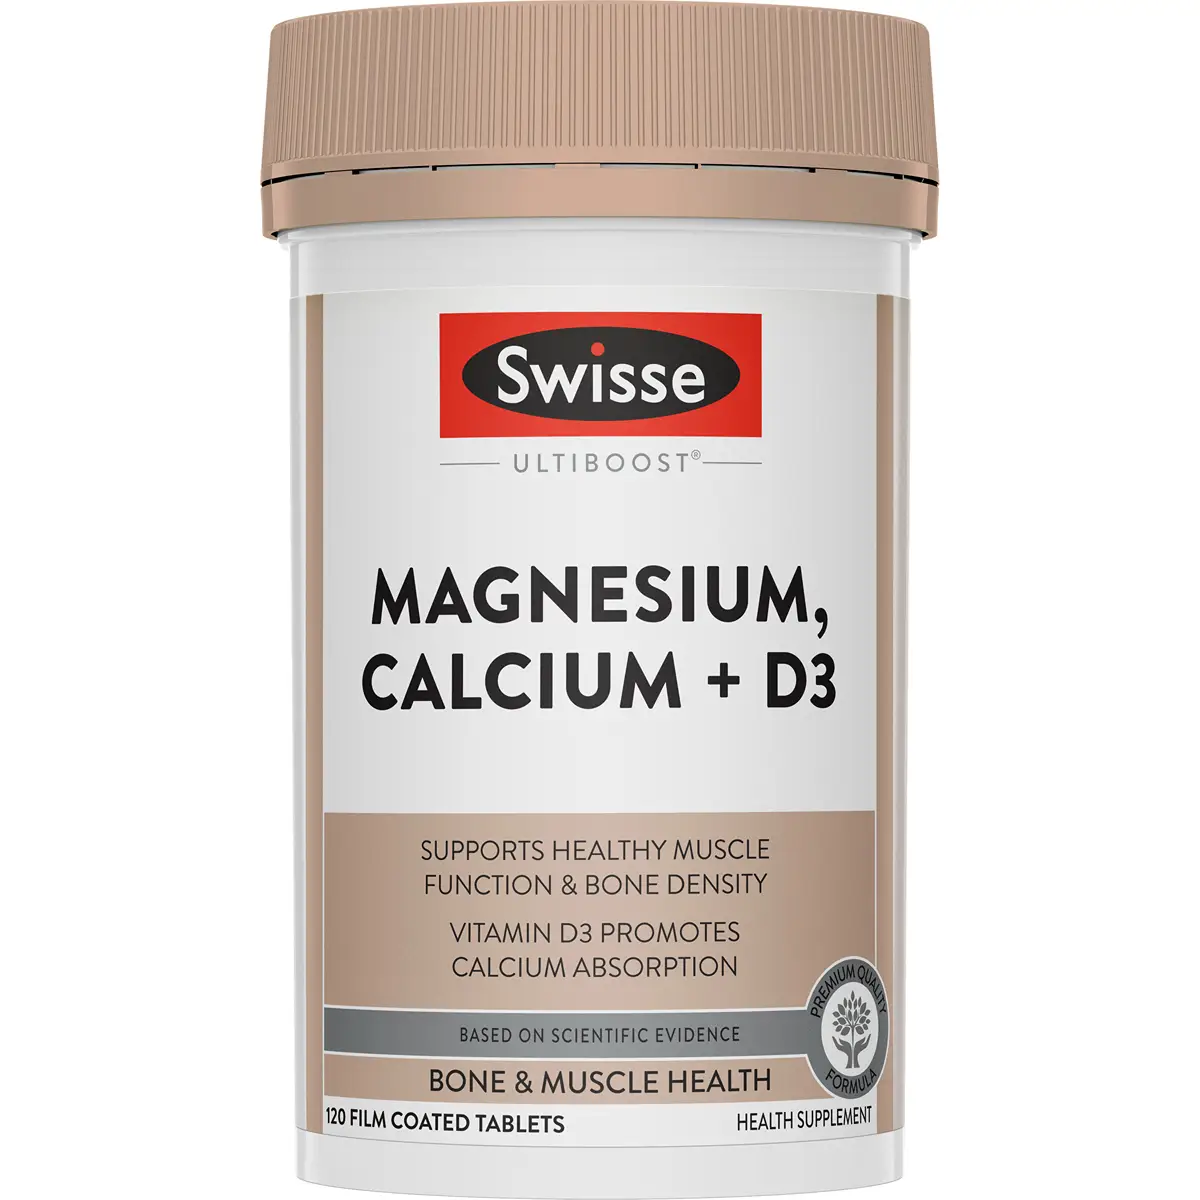 Swisse
ULTIBOOST®
MAGNESIUM,
CALCIUM + D3
SUPPORTS HEALTHY MUSCLE
FUNCTION & BONE DENSITY
VITAMIN D3 PROMOTES
CALCIUM ABSORPTION
PREMIUM QUALITY
FORMULA
BASED ON SCIENTIFIC EVIDENCE
BONE & MUSCLE HEALTH
120 FILM COATED TABLETS
HEALTH SUPPLEMENT